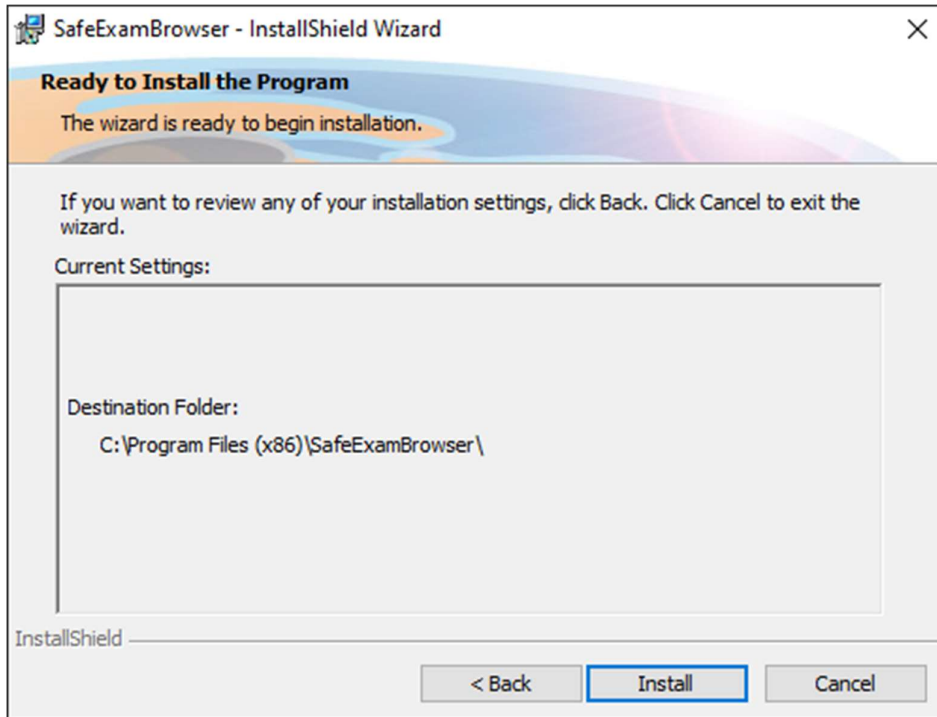 SafeExamBrowser - InstallShield Wizard
Ready to Install the Program
The wizard is ready to begin installation.
If you want to review any of your installation settings, click Back. Click Cancel to exit the
wizard.
Current Settings:
Destination Folder:
C:\Program Files (x86)\SafeExamBrowser\
InstallShield
< Back Install Cancel